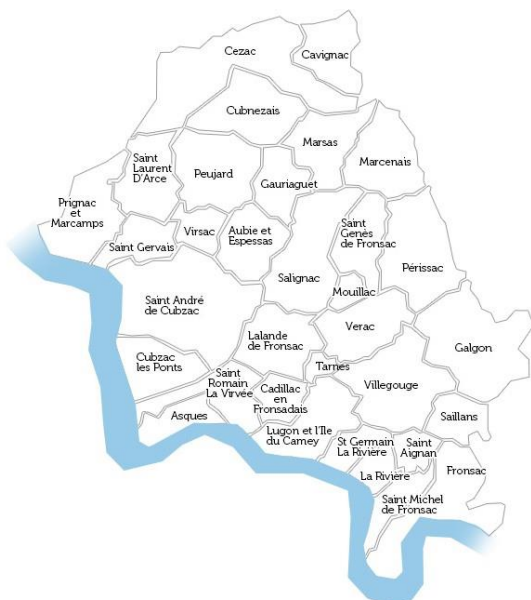 Cezac
Cavignac
Cubnezais
Marsas
Saint
Laurent
D'Arce
Peujard
Gauriaguet
Marcenais
Prignac
et
Marcamps
Saint Gervais
Virsac
Aubie et
Espessas
Saint
Genès
de Fronsac
Périssac
Salignac
Mouillac
Saint André
de Cubzac
Verac
Lalande
de Fronsac
Galgon
Cubzac
les Ponts
Tarnes
Saint
Romain
La Virvée
Cadillac
en
Fronsadais
Villegouge
Asques
Saillans
Lugon et l'Ile
du Carney
St Germain
La Rivière
Saint
Aignan
La Rivière
Fronsac
Saint Michel
de Fronsac